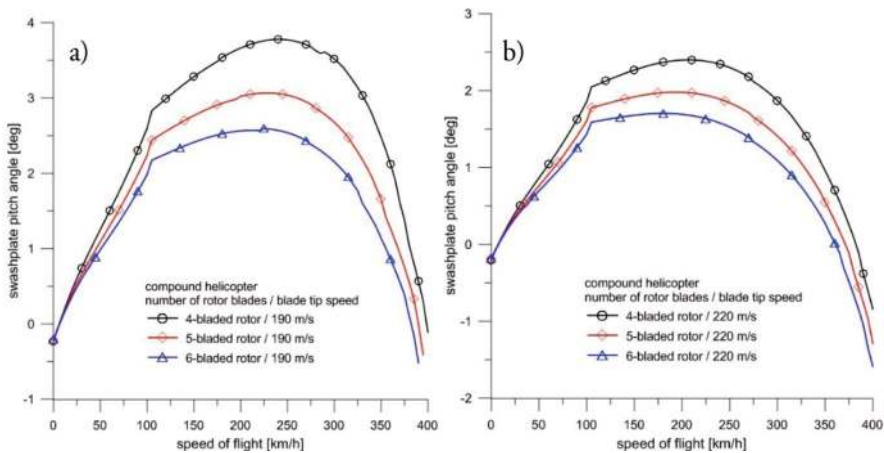 a)
swashplate pitch angle [deg]
4
3
2
1
0
-1
compound helicopter
number of rotor blades / blade tip speed
4-bladed rotor / 190 m/s
5-bladed rotor / 190 m/s
6-bladed rotor / 190 m/s
0 50 100 150 200 250 300 350 400
speed of flight [km/h]
b)
swashplate pitch angle [deg]
3
2
1
0
-1
-2
compound helicopter
number of rotor blades / blade tip speed
4-bladed rotor / 220 m/s
5-bladed rotor / 220 m/s
6-bladed rotor / 220 m/s
0 50 100 150 200 250 300 350 400
speed of flight [km/h]